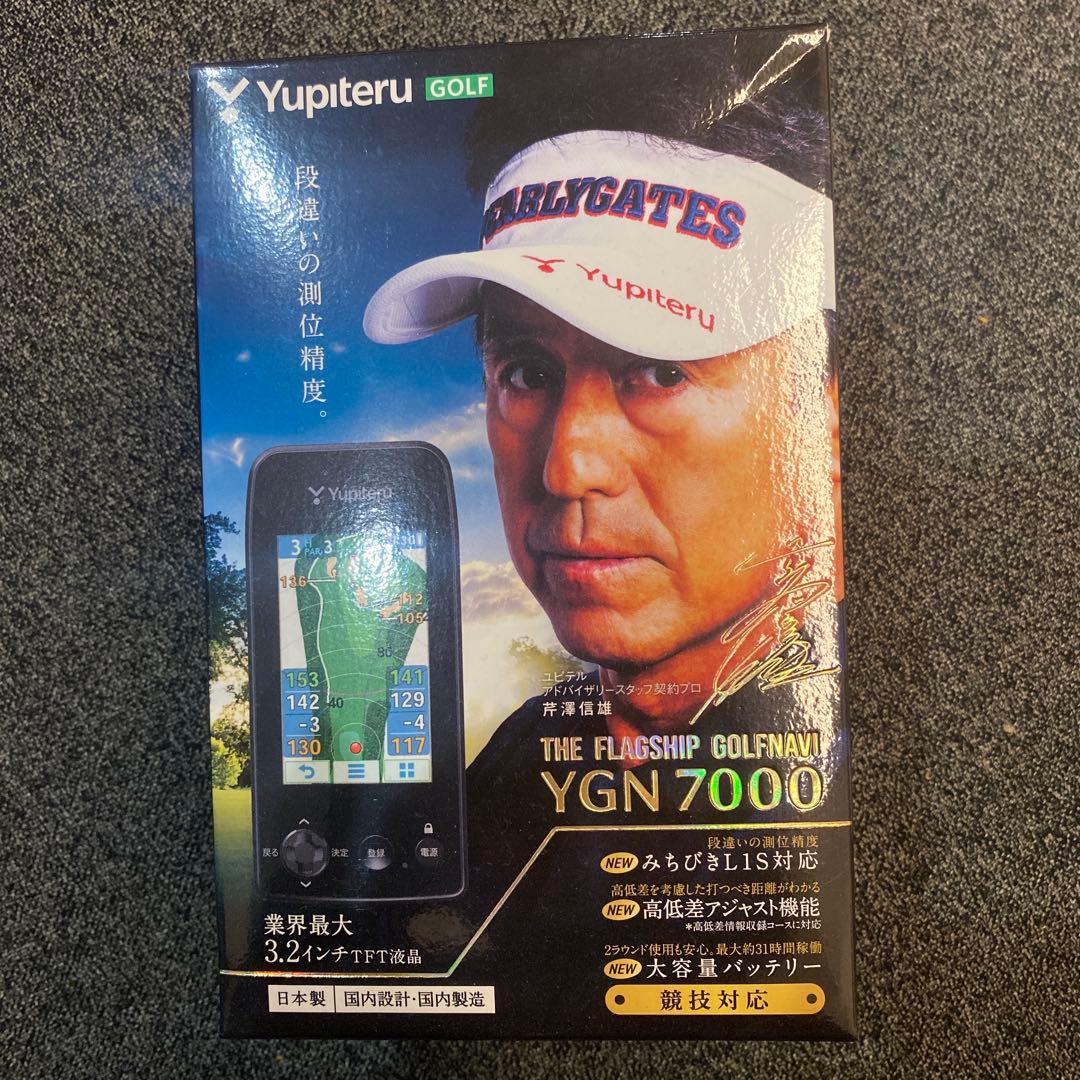 Yupiteru GOLF
段違いの測位精度。
EARLYGATES
Yupiteru
Yupiteru
3 H PAR 3
136
112
105
80
153
142
-3
130
40
141
129
-4
117
戻る
決定
登録
電源
ユピテル
アドバイザリースタッフ契約プロ
芹澤信雄
THE FLAGSHIP GOLFNAVI
YGN 7000
段違いの測位精度
NEW みちびきL1S対応
高低差を考慮した打つべき距離がわかる
NEW 高低差アジャスト機能
*高低差情報収録コースに対応
2ラウンド使用も安心。最大約31時間稼働
NEW 大容量バッテリー
競技対応
業界最大
3.2インチTFT液晶
日本製 国内設計・国内製造